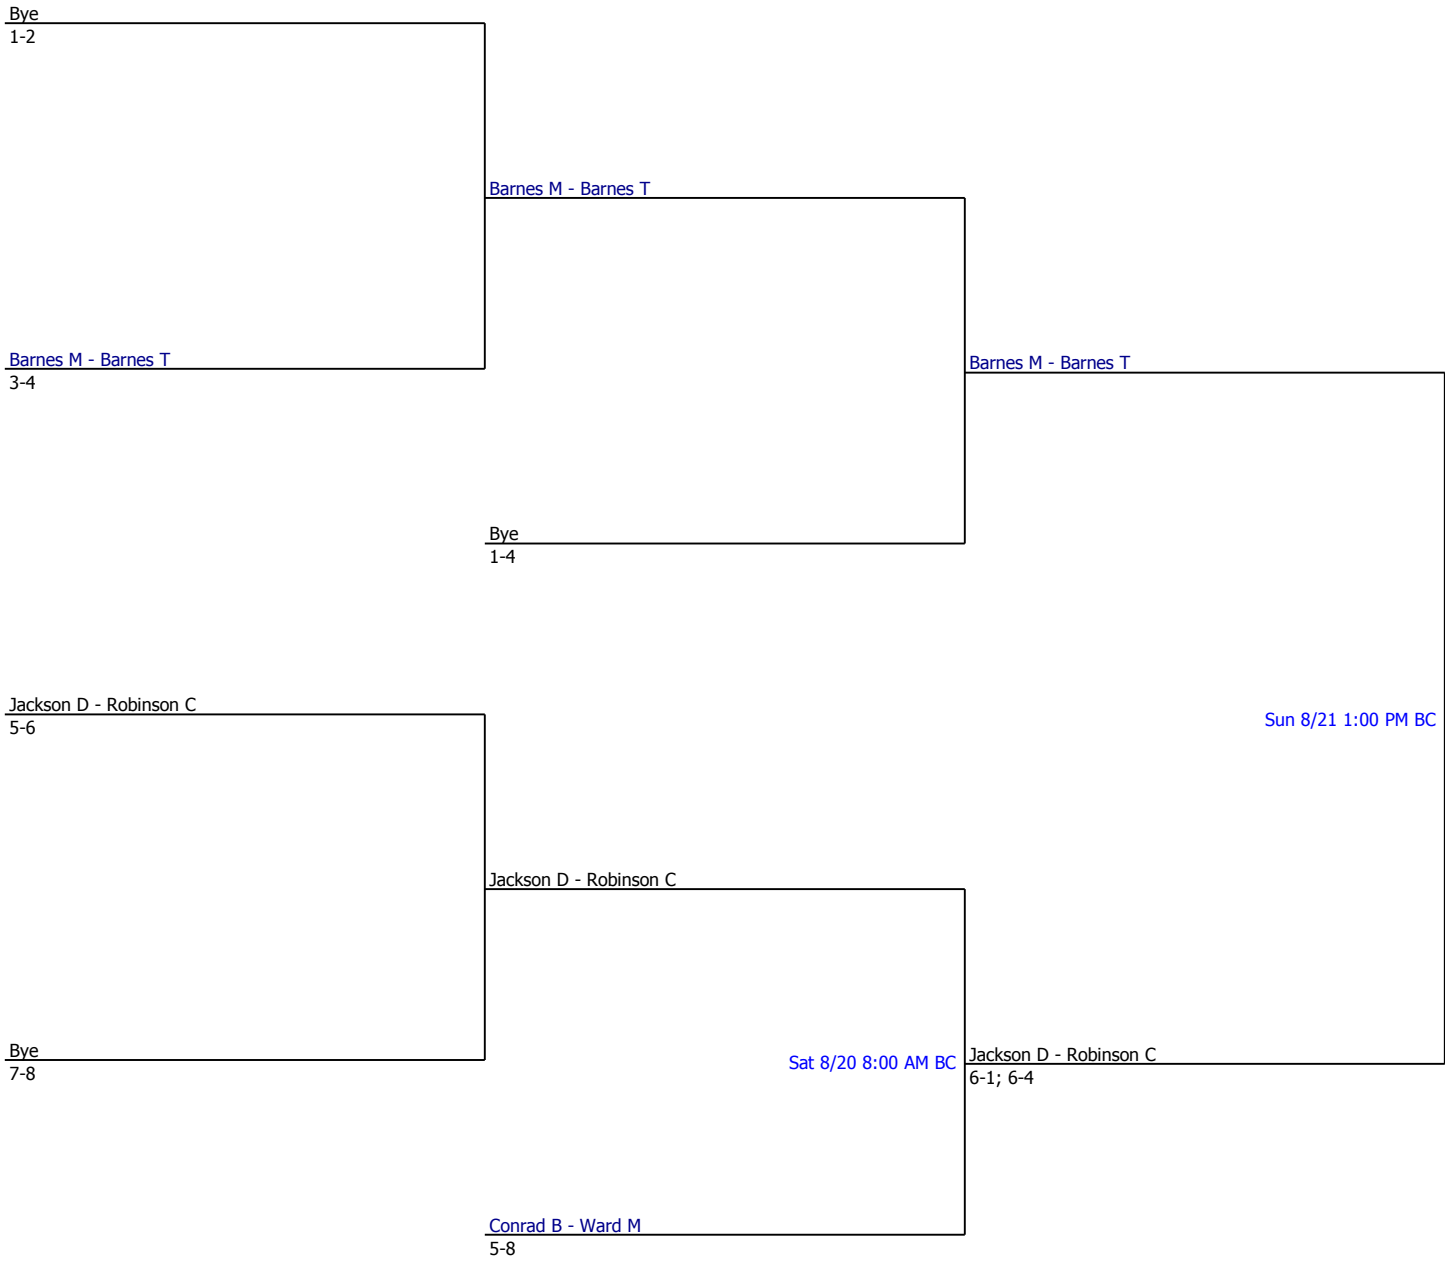 Bye
1-2
Barnes M - Barnes T
Barnes M - Barnes T
3-4
Barnes M - Barnes T
Bye
1-4
Jackson D - Robinson C
5-6
Sun 8/21 1:00 PM BC
Jackson D - Robinson C
Bye
7-8
Sat 8/20 8:00 AM BC
Jackson D - Robinson C
6-1; 6-4
Conrad B - Ward M
5-8